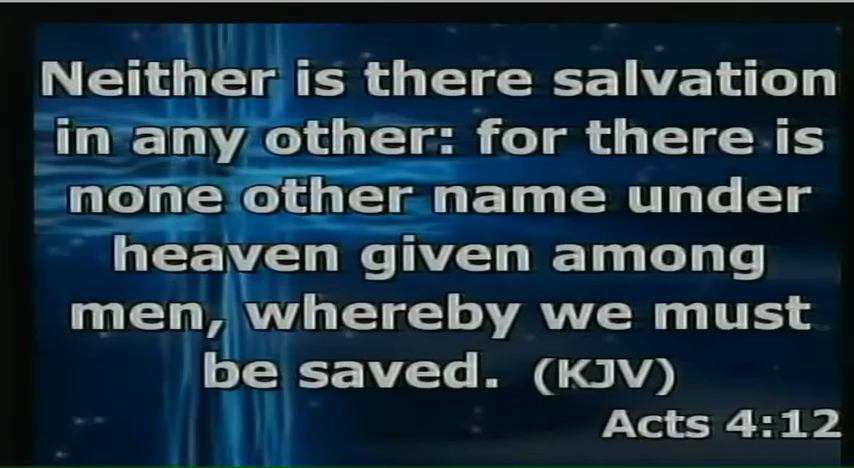 Neither is there salvation
in any other: for there is
none other name under
heaven given among
men, whereby we must
be saved. (KJV)
Acts 4:12